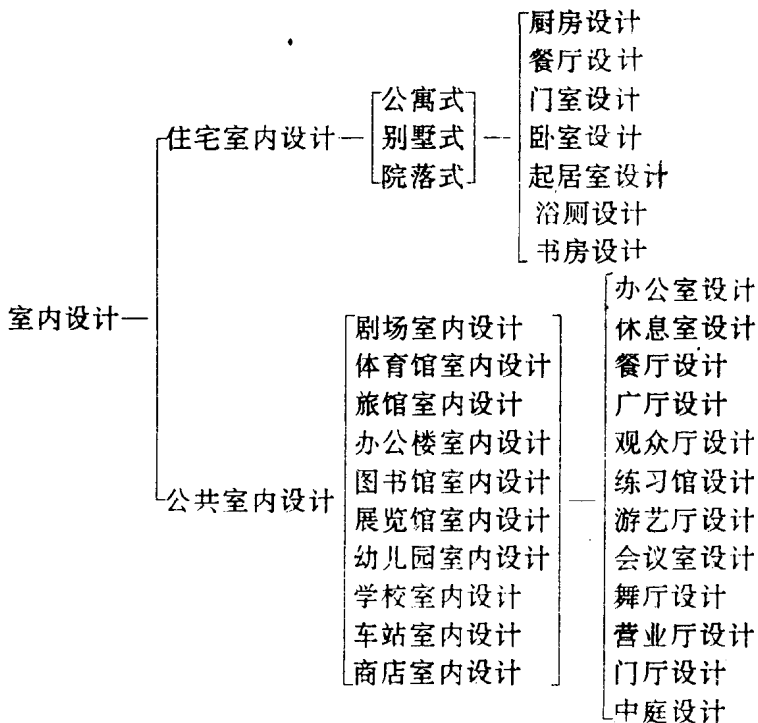 室内设计
住宅室内设计
公寓式
别墅式
院落式
厨房设计
餐厅设计
门室设计
卧室设计
起居室设计
浴厕设计
书房设计
公共室内设计
剧场室内设计
体育馆室内设计
旅馆室内设计
办公楼室内设计
图书馆室内设计
展览馆室内设计
幼儿园室内设计
学校室内设计
车站室内设计
商店室内设计
办公室设计
休息室设计
餐厅设计
广厅设计
观众厅设计
练习馆设计
游艺厅设计
会议室设计
舞厅设计
营业厅设计
门厅设计
中庭设计